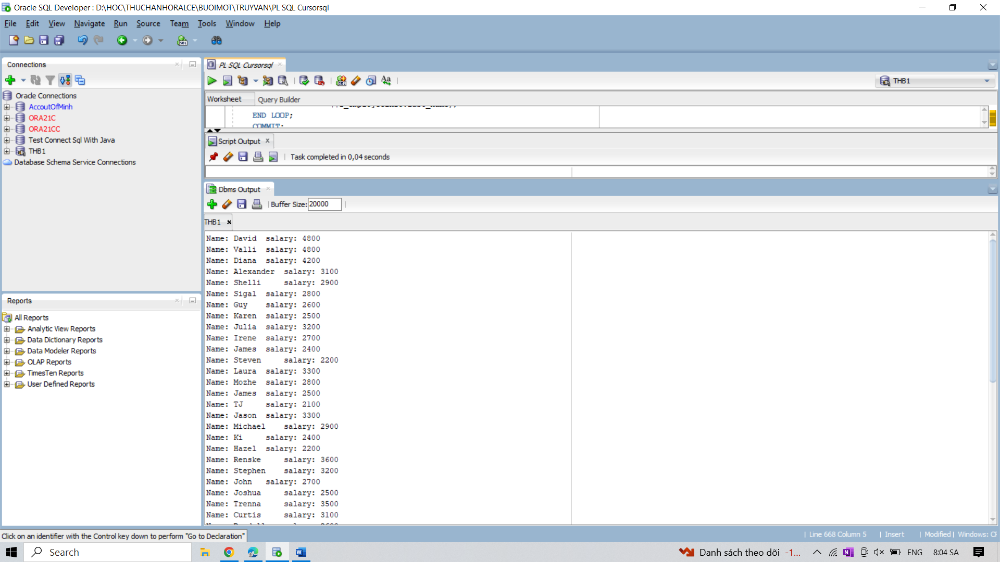 Oracle SQL Developer : D:\HOC\THUCHANHORALCE\BUOIMOT\TRUYVAN\PL SQL Cursorsql
File Edit View Navigate Run Source Team Tools Window Help
Connections
Oracle Connections
AccoutOfMinh
ORA21C
ORA21CC
Test Connect Sql With Java
THB1
Database Schema Service Connections
Reports
All Reports
Analytic View Reports
Data Dictionary Reports
Data Modeler Reports
OLAP Reports
TimesTen Reports
User Defined Reports
PL SQL Cursorsql
THB1
Worksheet Query Builder
END LOOP;
COMMIT;
Script Output
Task completed in 0,04 seconds
Dbms Output
Buffer Size: 20000
THB1
Name: David salary: 4800
Name: Valli salary: 4800
Name: Diana salary: 4200
Name: Alexander salary: 3100
Name: Shelli salary: 2900
Name: Sigal salary: 2800
Name: Guy salary: 2600
Name: Karen salary: 2500
Name: Julia salary: 3200
Name: Irene salary: 2700
Name: James salary: 2400
Name: Steven salary: 2200
Name: Laura salary: 3300
Name: Mozhe salary: 2800
Name: James salary: 2500
Name: TJ salary: 2100
Name: Jason salary: 3300
Name: Michael salary: 2900
Name: Ki salary: 2400
Name: Hazel salary: 2200
Name: Renske salary: 3600
Name: Stephen salary: 3200
Name: John salary: 2700
Name: Joshua salary: 2500
Name: Trenna salary: 3500
Name: Curtis salary: 3100
Click on an identifier with the Control key down to perform "Go to Declaration"
Line 668 Column 5 | Insert | Modified | Windows: CF
Search
Danh sách theo dõi -1... ENG 8:04 SA